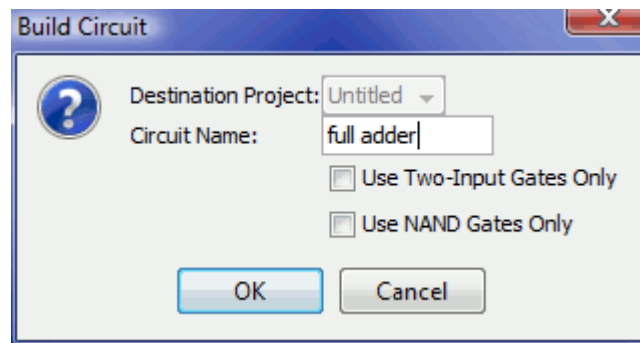 Build Circuit
Destination Project: Untitled
Circuit Name: full adder
Use Two-Input Gates Only
Use NAND Gates Only
OK Cancel